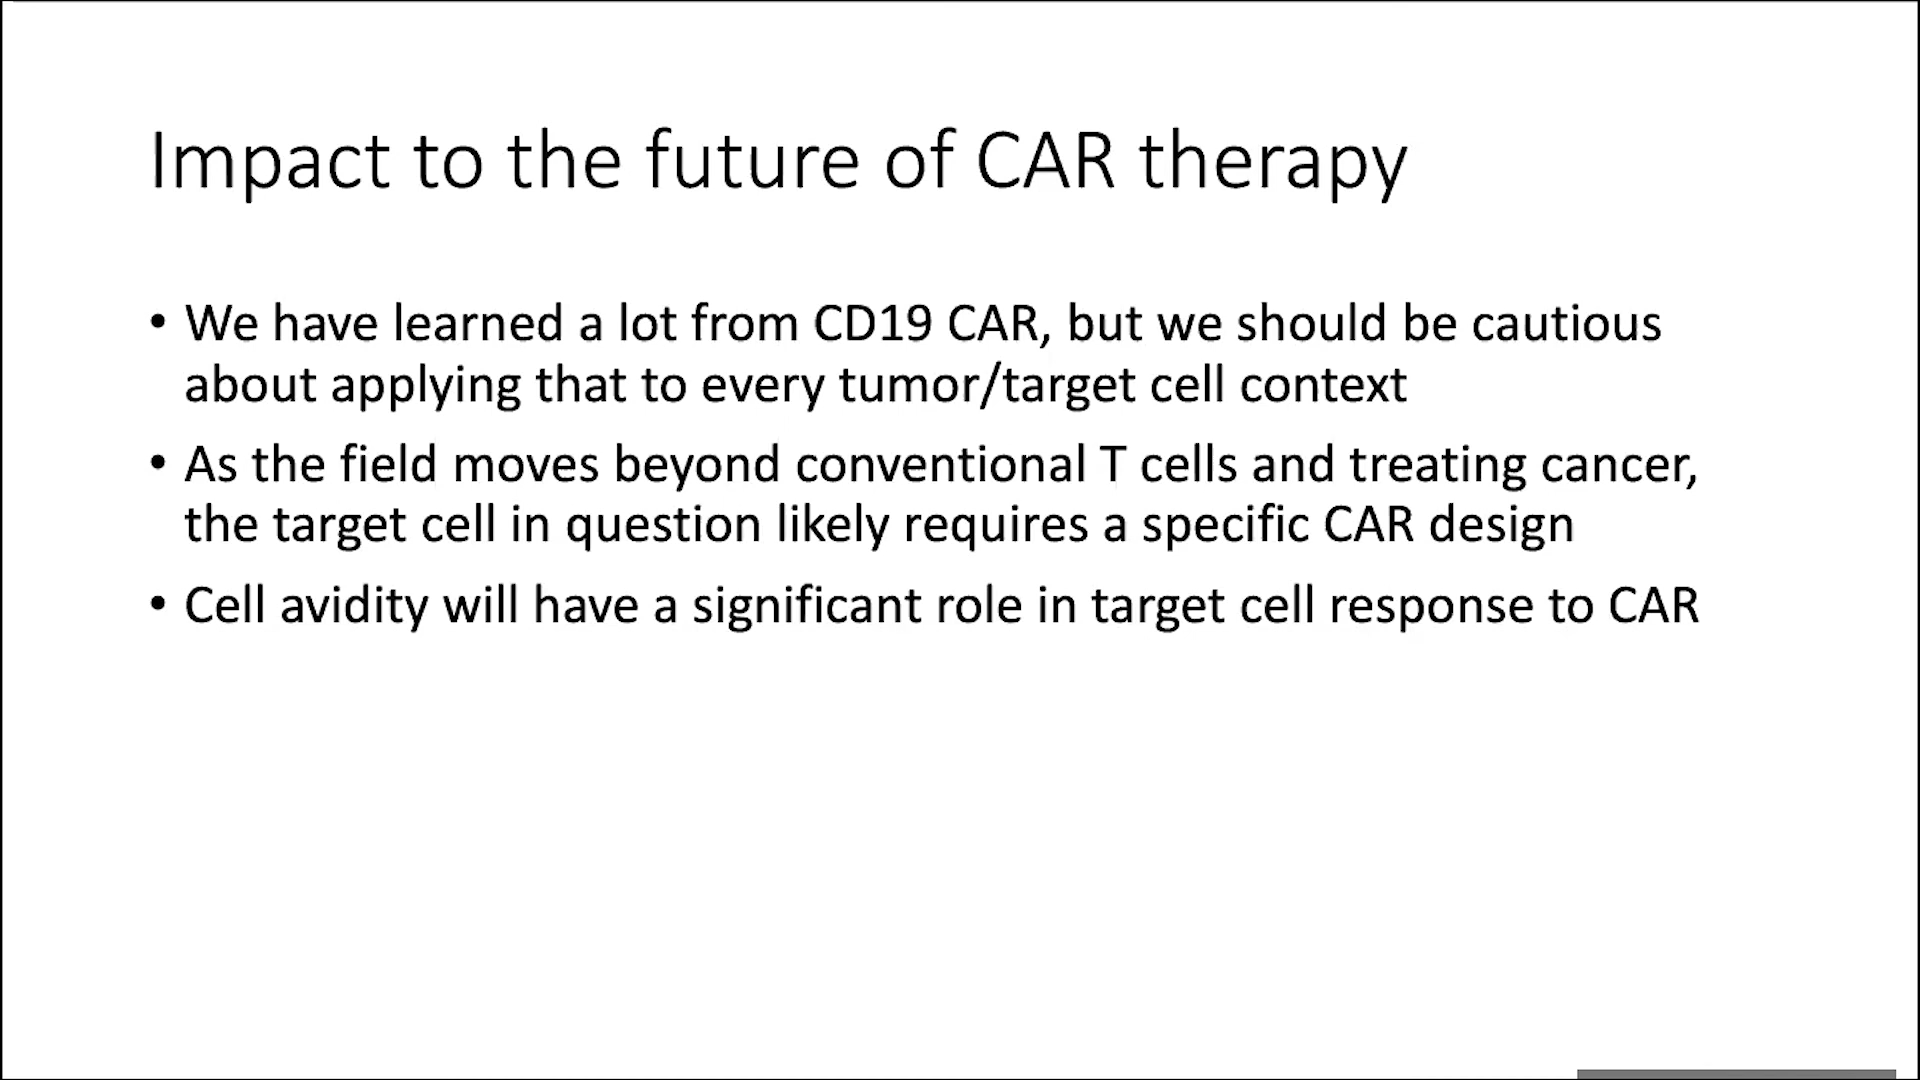 Impact to the future of CAR therapy
• We have learned a lot from CD19 CAR, but we should be cautious
about applying that to every tumor/target cell context
• As the field moves beyond conventional T cells and treating cancer,
the target cell in question likely requires a specific CAR design
• Cell avidity will have a significant role in target cell response to CAR